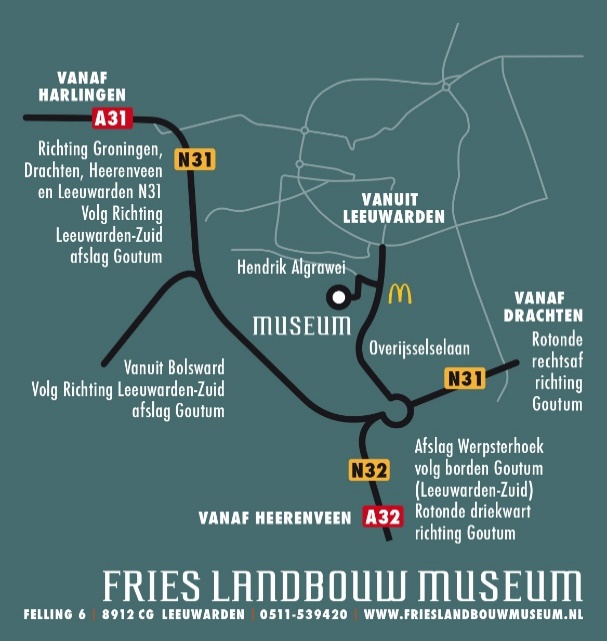 VANAF
HARLINGEN
A31
N31
Richting Groningen,
Drachten, Heerenveen
en Leeuwarden N31
Volg Richting
Leeuwarden-Zuid
afslag Goutum
VANUIT
LEEUWARDEN
Hendrik Algrawei
MUSEUM
Overijsselselaan
VANAF
DRACHTEN
Rotonde
rechtsaf
richting
Goutum
N31
Vanuit Bolsward
Volg Richting Leeuwarden-Zuid
afslag Goutum
N32
VANAF HEERENVEEN A32
Afslag Werpsterhoek
volg borden Goutum
(Leeuwarden-Zuid)
Rotonde driekwart
richting Goutum
FRIES LANDBOUW MUSEUM
FELLING 6 | 8912 CG LEEUWARDEN | 0511-539420 | WWW.FRIESLANDBOUWMUSEUM.NL